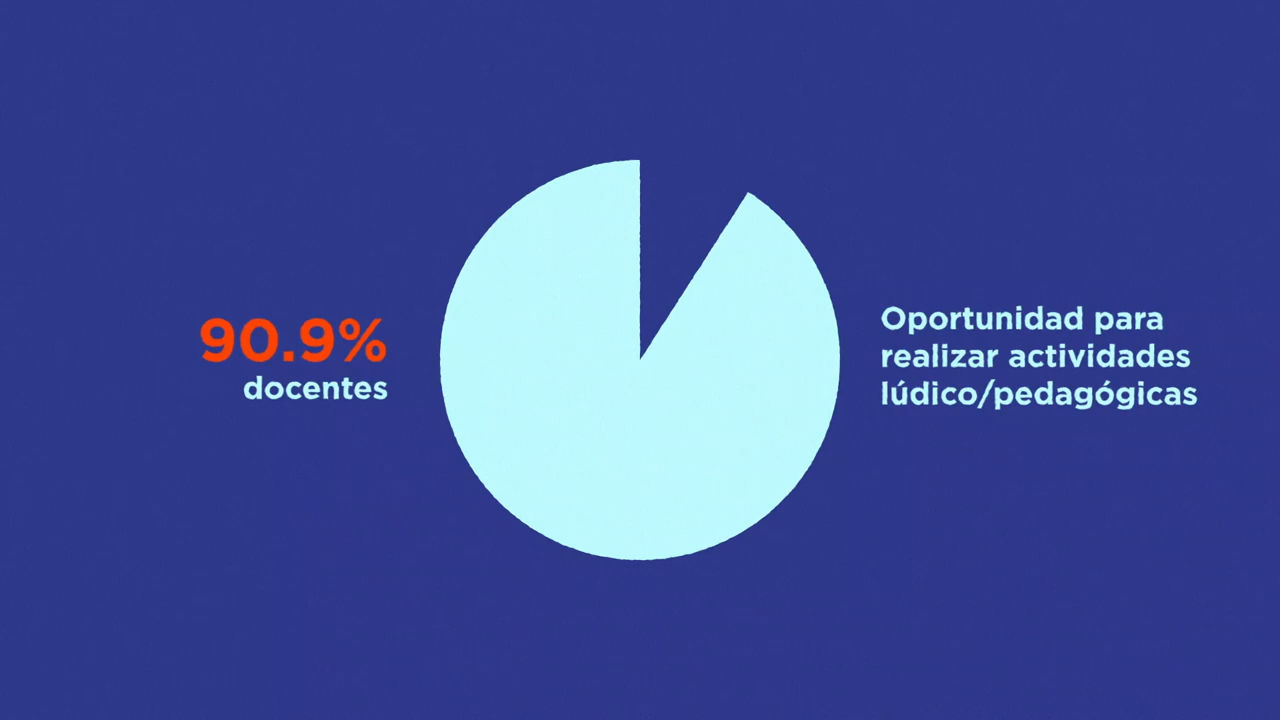 90.9%
docentes
Oportunidad para
realizar actividades
lúdico/pedagógicas